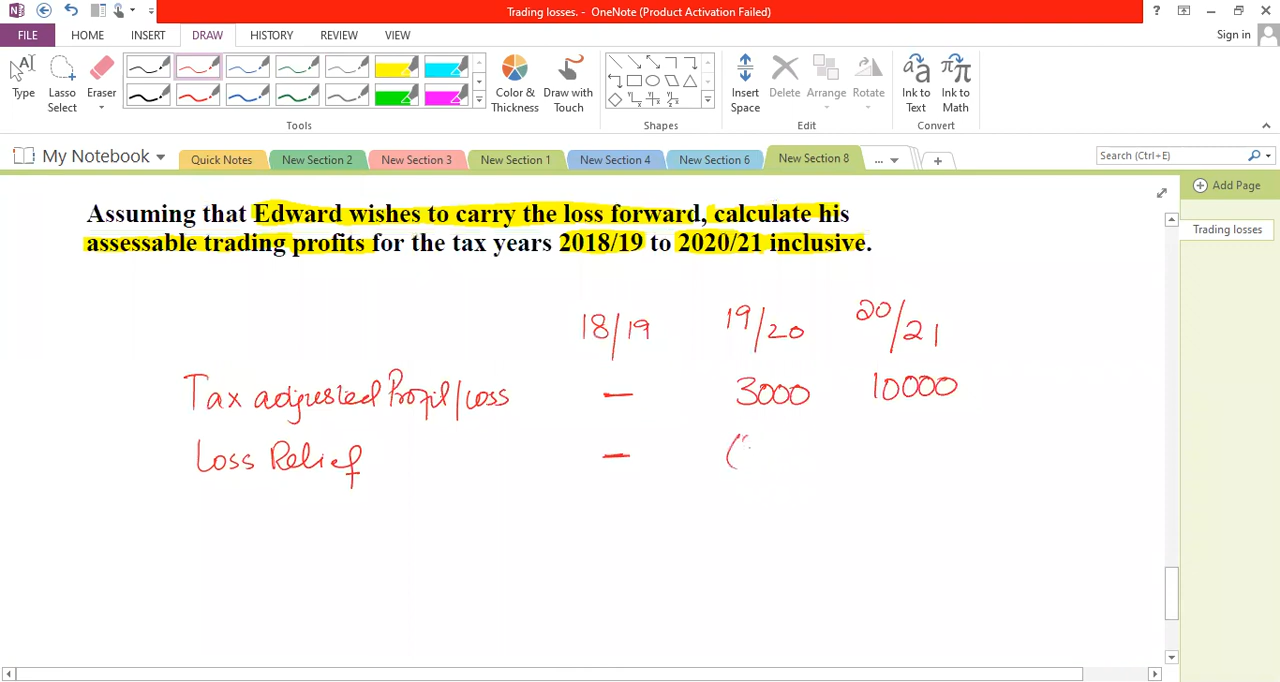 Trading losses. - OneNote (Product Activation Failed)
FILE HOME INSERT DRAW HISTORY REVIEW VIEW
Sign in
Type
Lasso Select
Eraser
Color & Thickness
Draw with Touch
Insert Space
Delete
Arrange
Rotate
Ink to Text
Ink to Math
Tools Shapes Edit Convert
My Notebook Quick Notes New Section 2 New Section 3 New Section 1 New Section 4 New Section 6 New Section 8 ... Search (Ctrl+E)
Add Page
Trading losses
Assuming that Edward wishes to carry the loss forward, calculate his
assessable trading profits for the tax years 2018/19 to 2020/21 inclusive.
18/19 19/20 20/21
Tax adjusted Profit/Loss — 3000 10000
Loss Relief — (